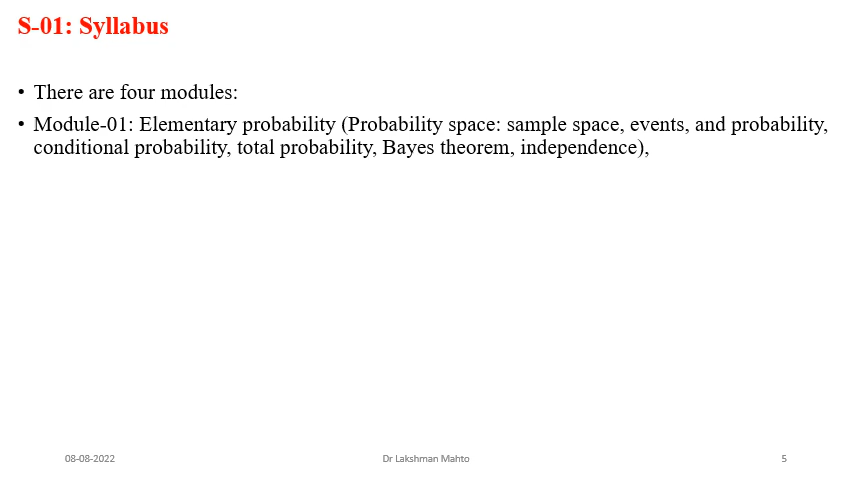 S-01: Syllabus
• There are four modules:
• Module-01: Elementary probability (Probability space: sample space, events, and probability,
conditional probability, total probability, Bayes theorem, independence),
08-08-2022
Dr Lakshman Mahto
5